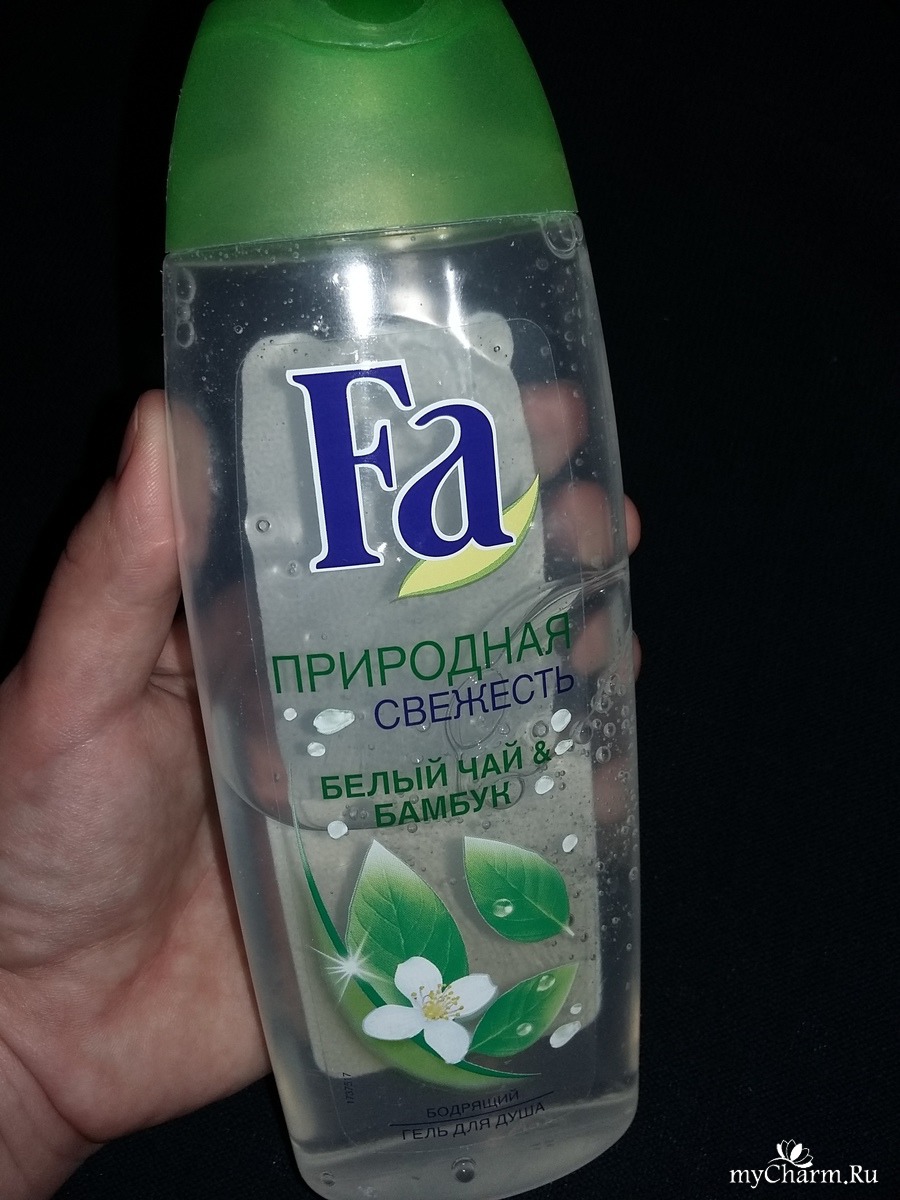 Fa
ПРИРОДНАЯ
СВЕЖЕСТЬ
БЕЛЫЙ ЧАЙ &
БАМБУК
БОДРЯЩИЙ
ГЕЛЬ ДЛЯ ДУША
myCharm.Ru